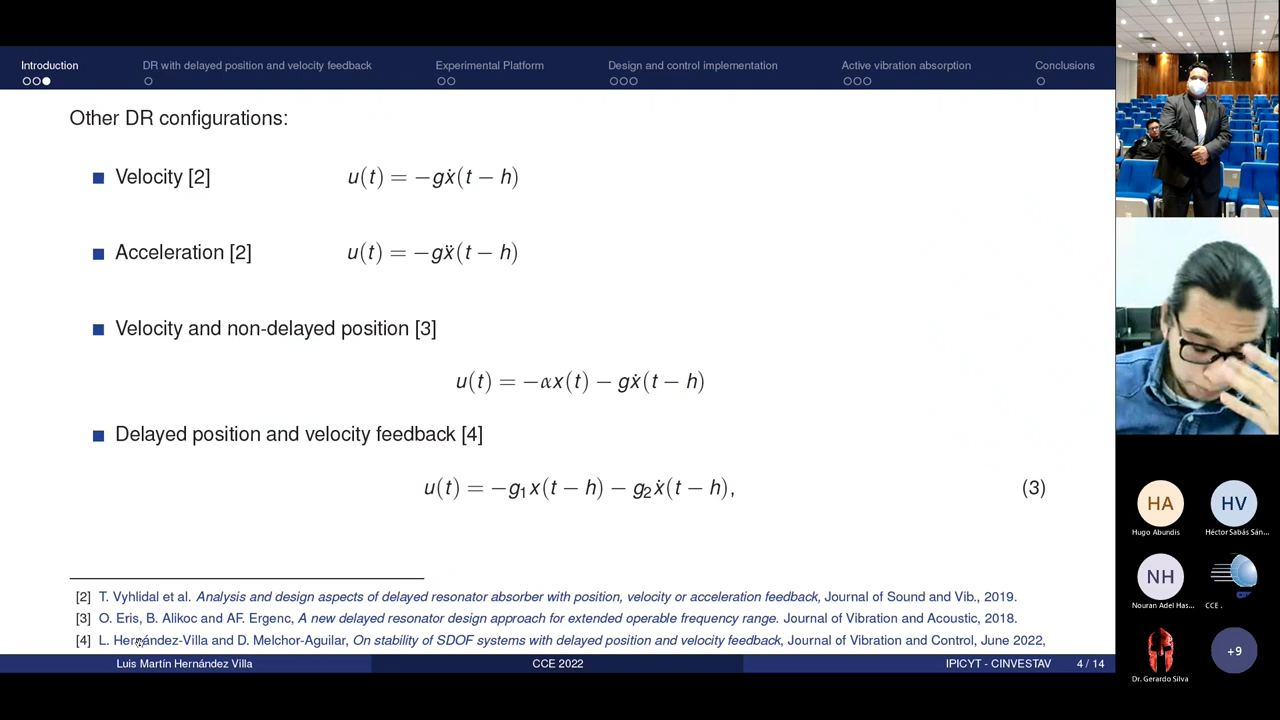 Introduction DR with delayed position and velocity feedback Experimental Platform Design and control implementation Active vibration absorption Conclusions
Other DR configurations:
Velocity [2] u(t) = −gẋ(t − h)
Acceleration [2] u(t) = −gẍ(t − h)
Velocity and non-delayed position [3]
u(t) = −αx(t) − gẋ(t − h)
Delayed position and velocity feedback [4]
u(t) = −g₁x(t − h) − g₂ẋ(t − h), (3)
[2] T. Vyhlidal et al. Analysis and design aspects of delayed resonator absorber with position, velocity or acceleration feedback, Journal of Sound and Vib., 2019.
[3] O. Eris, B. Alikoc and AF. Ergenc, A new delayed resonator design approach for extended operable frequency range. Journal of Vibration and Acoustic, 2018.
[4] L. Hernández-Villa and D. Melchor-Aguilar, On stability of SDOF systems with delayed position and velocity feedback, Journal of Vibration and Control, June 2022,
Luis Martín Hernández Villa CCE 2022 IPICYT - CINVESTAV 4 / 14
HA HV
Hugo Abundis Héctor Sabás Sán...
NH
Nouran Adel Has... CCE .
+9
Dr. Gerardo Silva